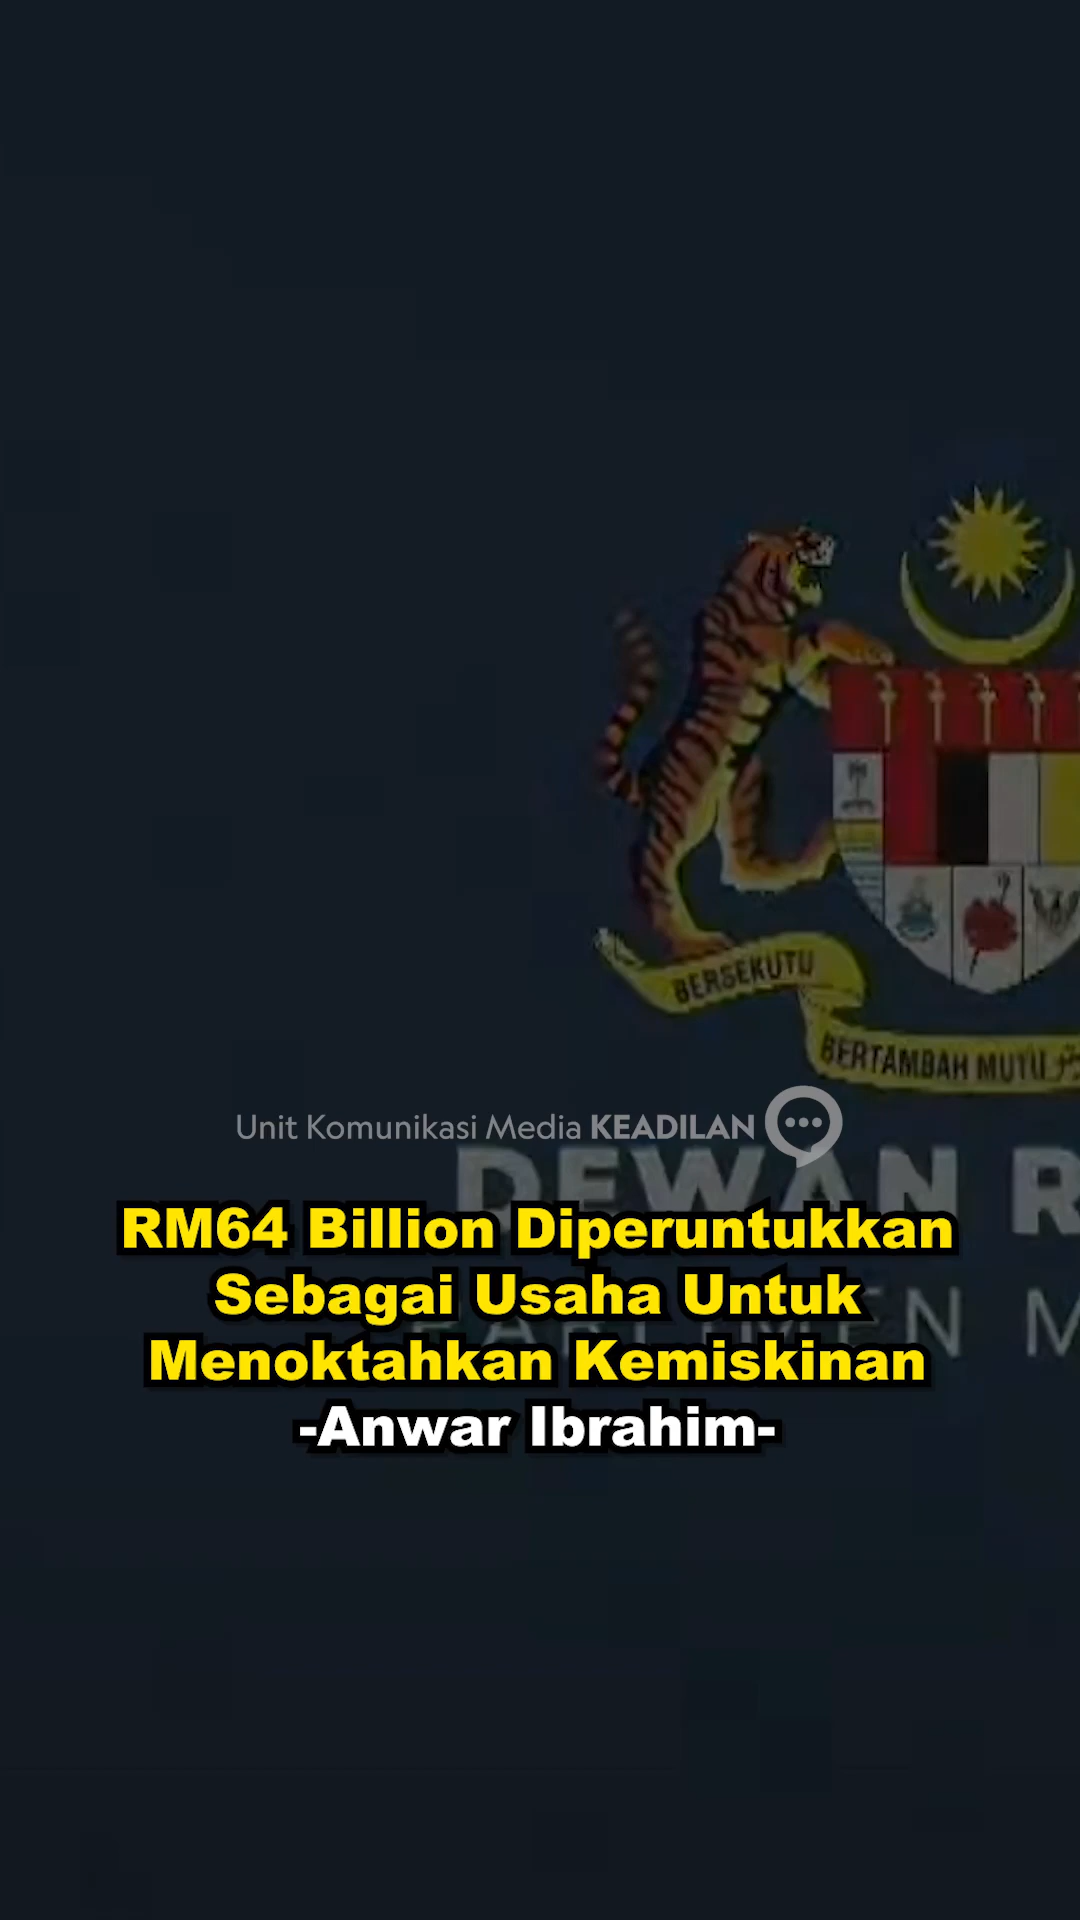 BERSEKUTU
BERTAMBAH MUTU
Unit Komunikasi Media KEADILAN
DEWAN R
RM64 Billion Diperuntukkan
Sebagai Usaha Untuk
Menoktahkan Kemiskinan
-Anwar Ibrahim-